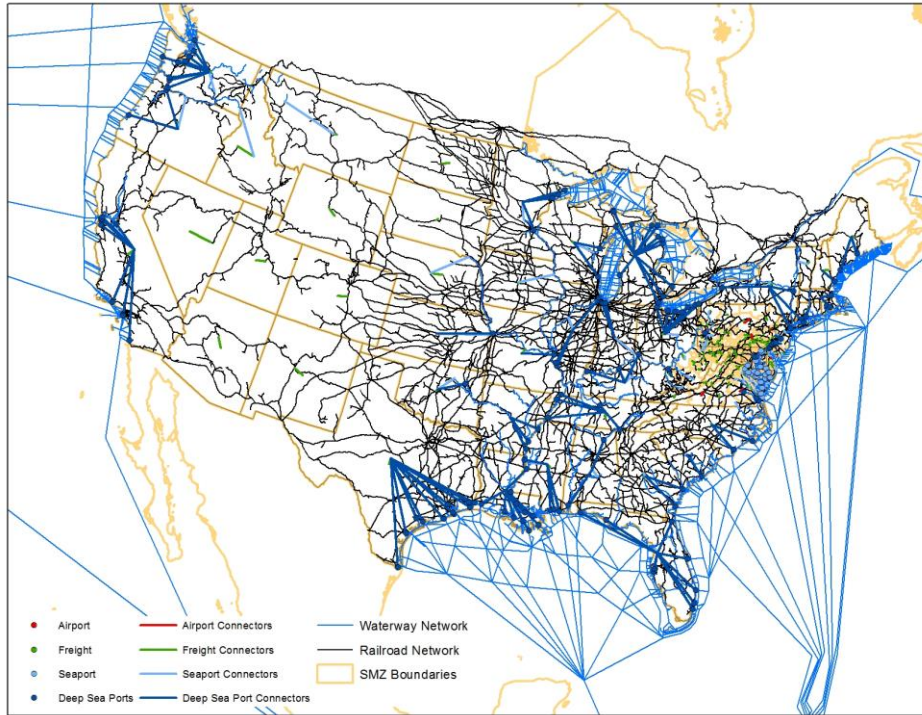 Airport
Airport Connectors
Waterway Network
Freight
Freight Connectors
Railroad Network
Seaport
Seaport Connectors
SMZ Boundaries
Deep Sea Ports
Deep Sea Port Connectors